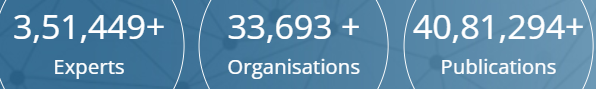 3,51,449+ 33,693 + 40,81,294+
Experts Organisations Publications